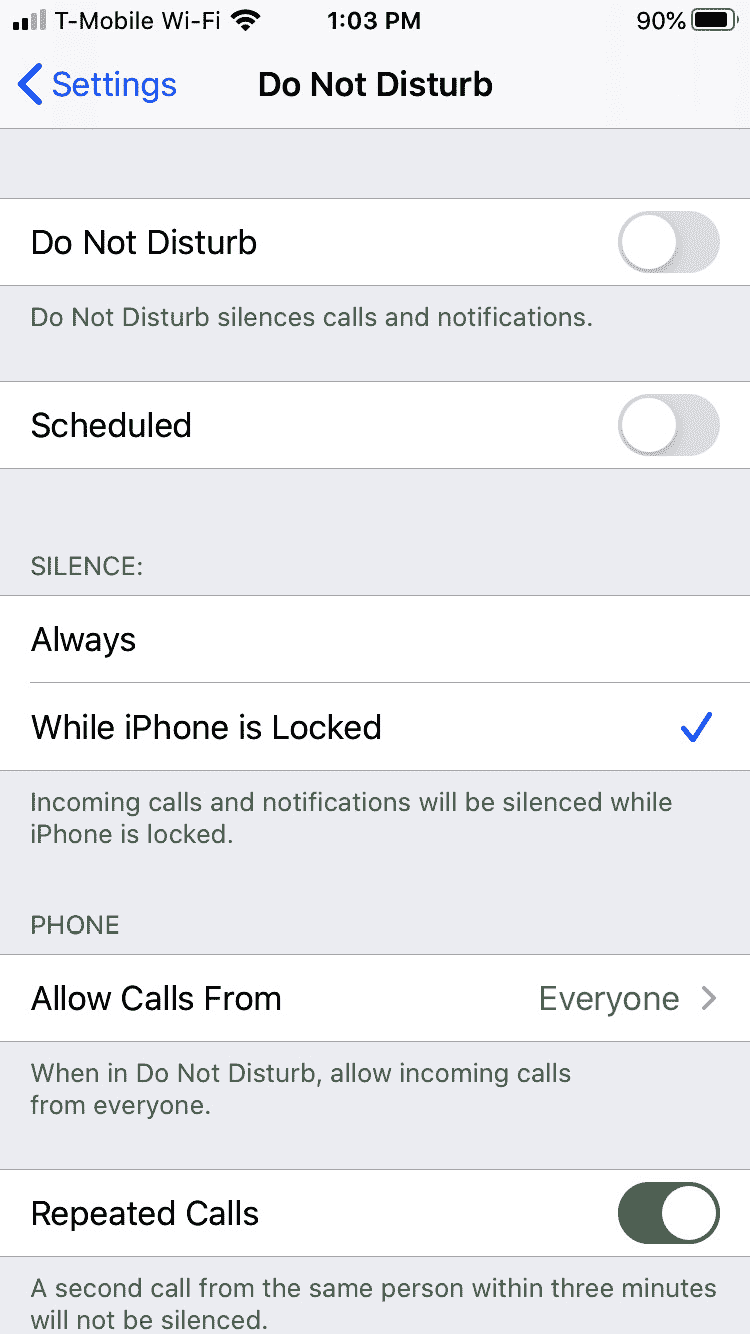 T-Mobile Wi-Fi 1:03 PM 90%
Settings Do Not Disturb
Do Not Disturb
Do Not Disturb silences calls and notifications.
Scheduled
SILENCE:
Always
While iPhone is Locked
Incoming calls and notifications will be silenced while
iPhone is locked.
PHONE
Allow Calls From Everyone
When in Do Not Disturb, allow incoming calls
from everyone.
Repeated Calls
A second call from the same person within three minutes
will not be silenced.